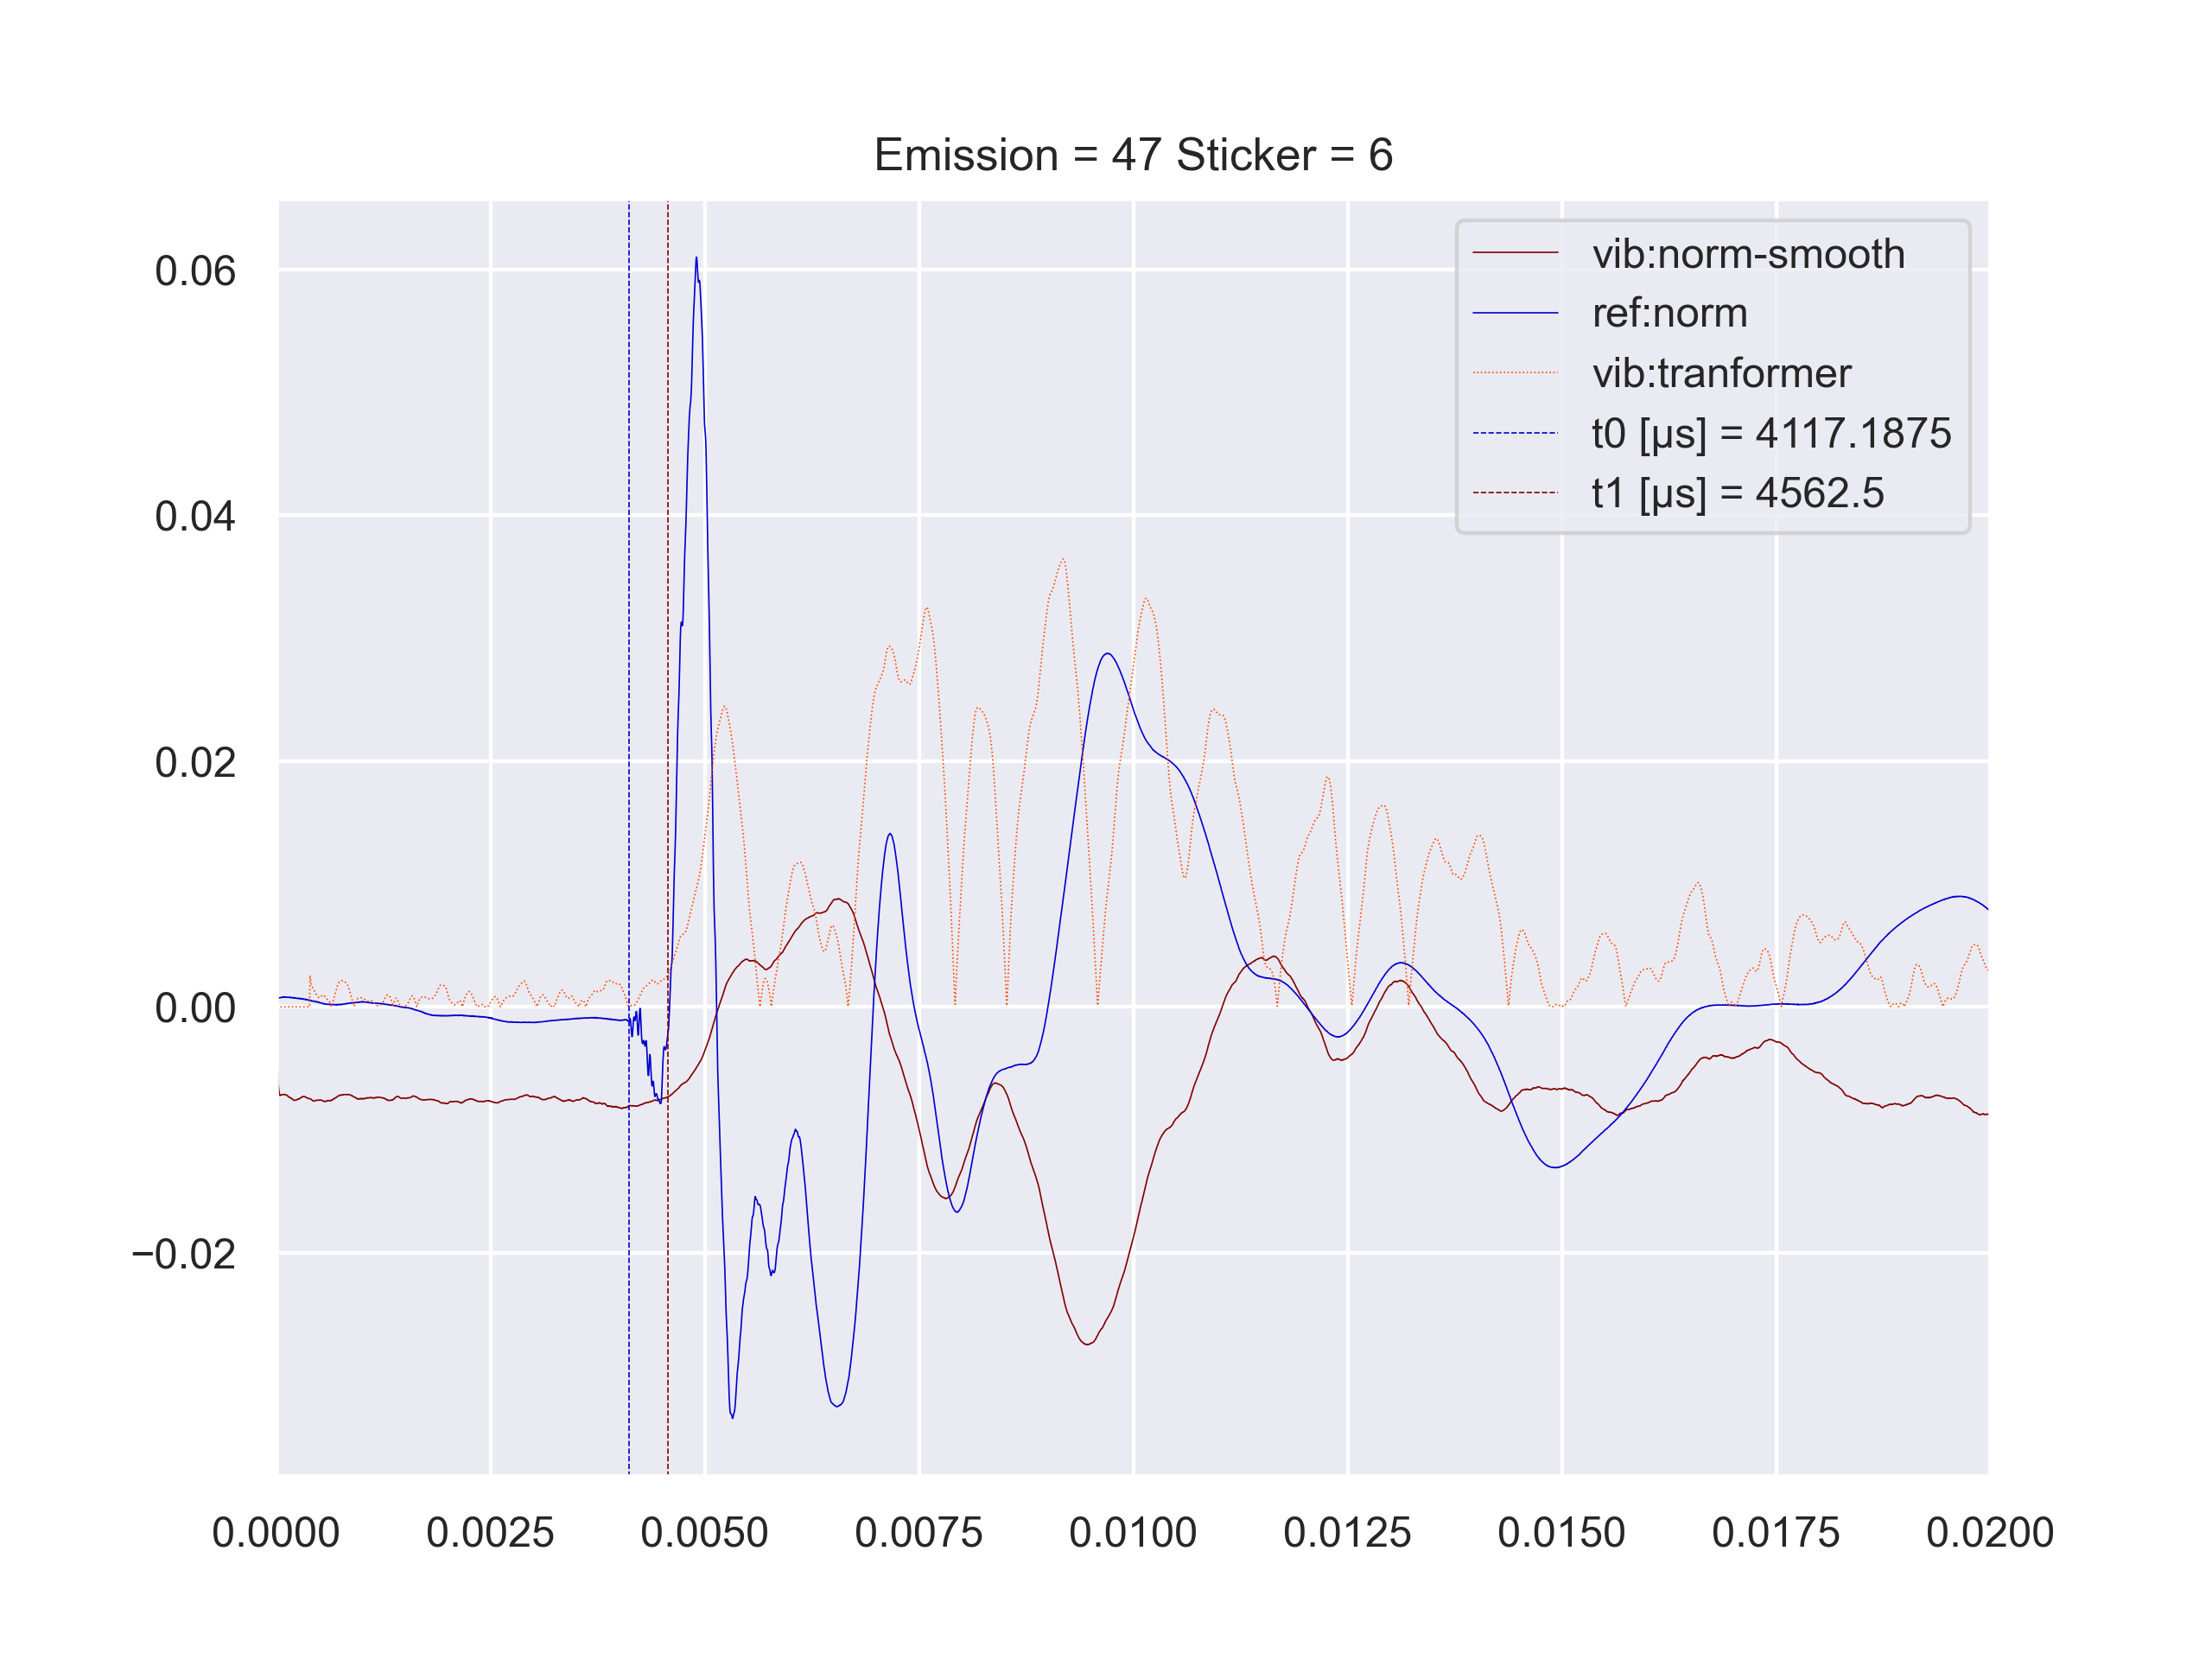 Emission = 47 Sticker = 6
vib:norm-smooth
ref:norm
vib:tranformer
t0 [µs] = 4117.1875
t1 [µs] = 4562.5
0.06
0.04
0.02
0.00
−0.02
0.0000 0.0025 0.0050 0.0075 0.0100 0.0125 0.0150 0.0175 0.0200